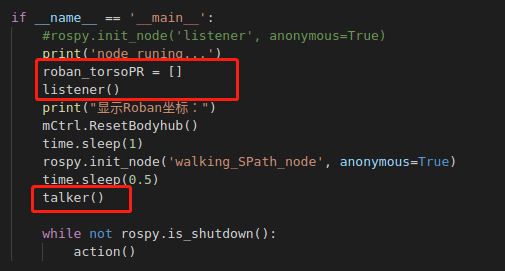 if __name__ == '__main__':
    #rospy.init_node('listener', anonymous=True)
    print('node runing...')
    roban_torsoPR = []
    listener()
    print("显示Roban坐标：")
    mCtrl.ResetBodyhub()
    time.sleep(1)
    rospy.init_node('walking_SPath_node', anonymous=True)
    time.sleep(0.5)
    talker()
    while not rospy.is_shutdown():
        action()